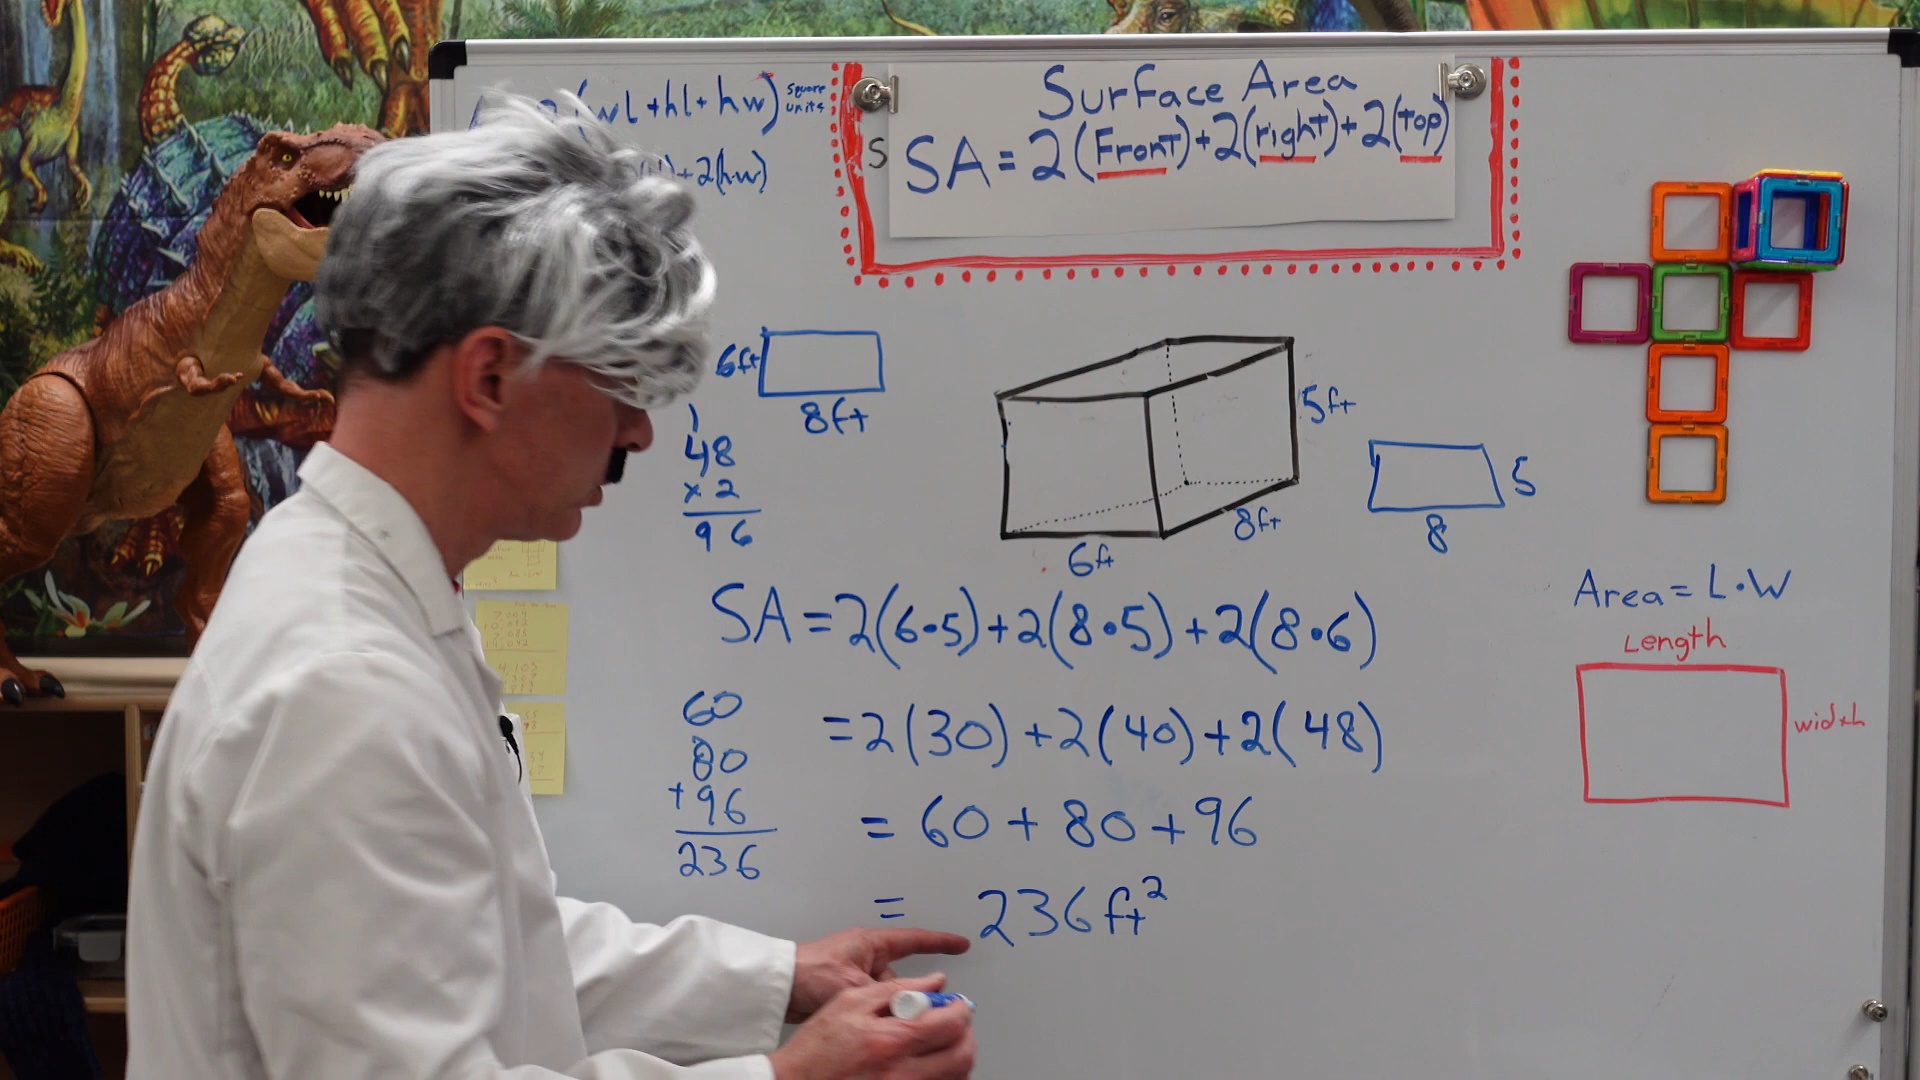 (wl+hl+hw) square units
+2(h·w)
Surface Area
S
SA = 2(Front)+2(right)+2(top)
6ft
8ft
1
48
x 2
96
5ft
8ft
6ft
5
8
SA = 2(6•5)+2(8•5)+2(8•6)
=2(30)+2(40)+2(48)
= 60+80+96
= 236ft²
60
80
+96
236
Area = L·W
Length
width